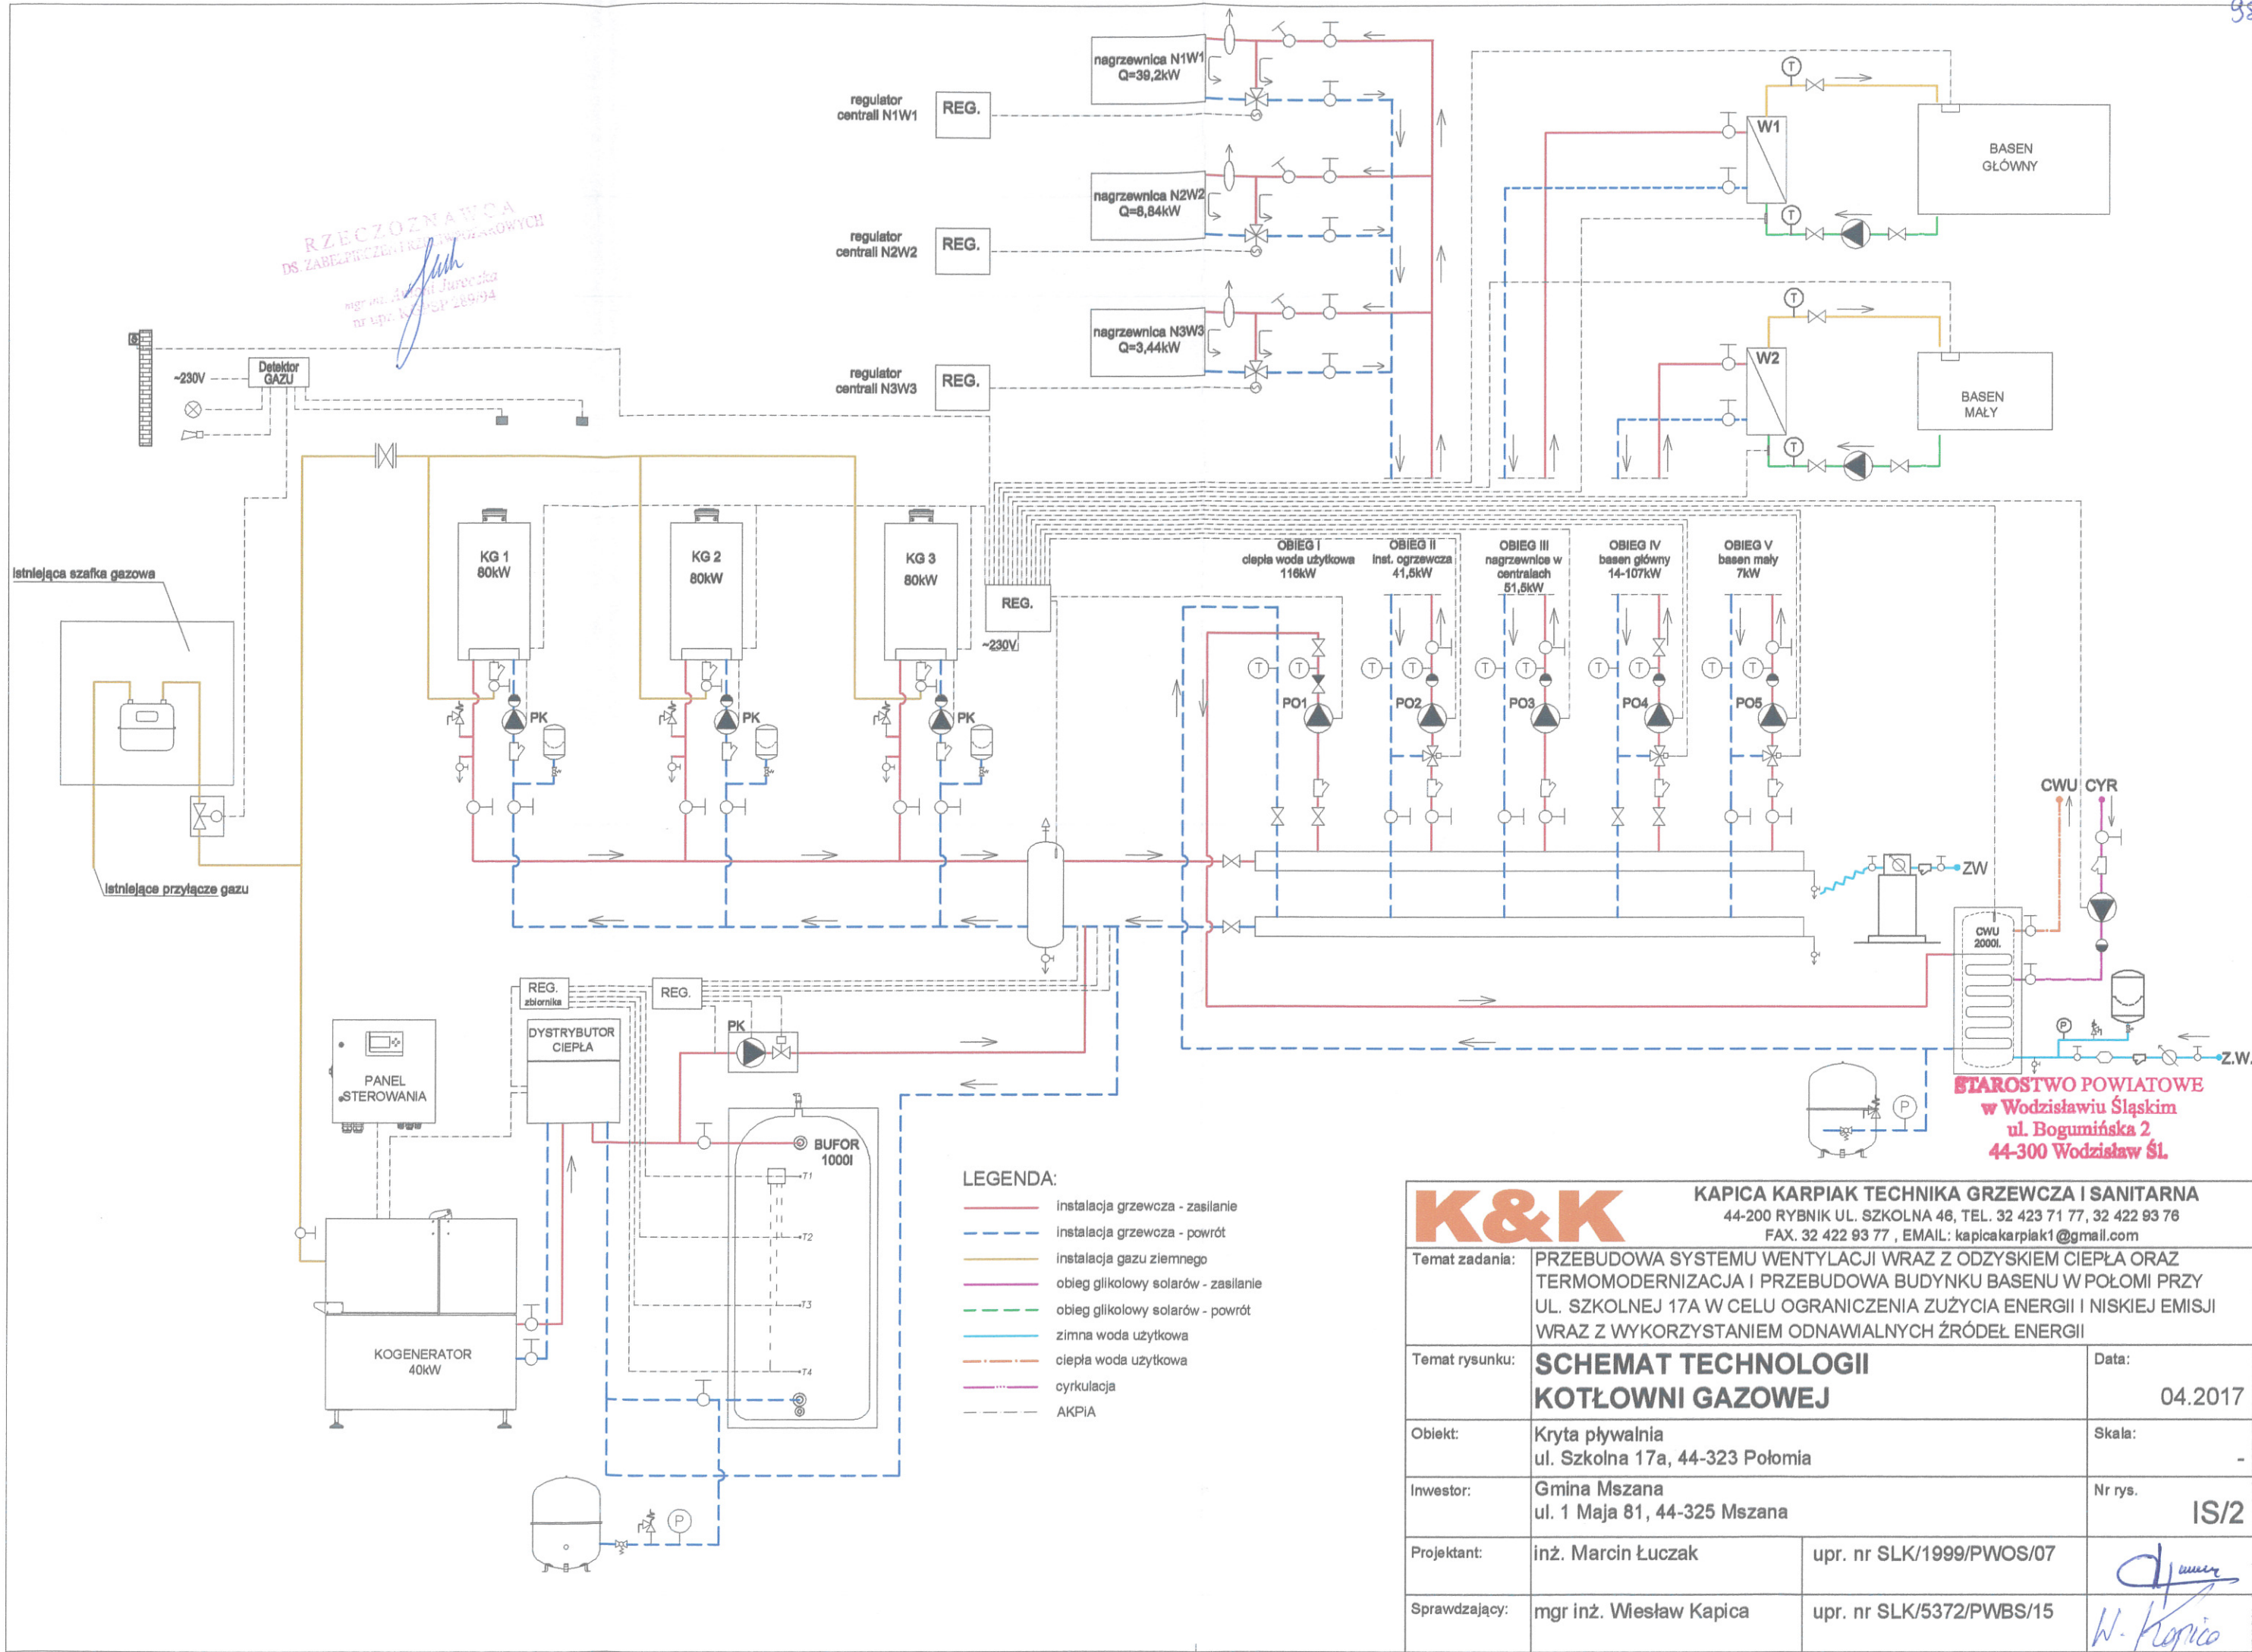 nagrzewnica N1W1
Q=39,2kW
regulator
centrali N1W1
REG.
W1
T
T
BASEN
GŁÓWNY
RZECZOZNAWCA
nagrzewnica N2W2
Q=8,84kW
regulator
centrali N2W2
REG.
nagrzewnica N3W3
Q=3,44kW
regulator
centrali N3W3
REG.
W2
T
T
BASEN
MAŁY
~230V
Detektor
GAZU
istniejąca szafka gazowa
istniejące przyłącze gazu
KG 1
80kW
KG 2
80kW
KG 3
80kW
PK
PK
PK
REG.
~230V
OBIEG I
ciepła woda użytkowa
116kW
OBIEG II
inst. ogrzewcza
41,5kW
OBIEG III
nagrzewnice w
centralach
51,5kW
OBIEG IV
basen główny
14-107kW
OBIEG V
basen mały
7kW
T T T T T T T T T T
PO1
PO2
PO3
PO4
PO5
CWU CYR
ZW
CWU
2000l.
P
Z.W.
P
REG.
zbiornika
REG.
PK
DYSTRYBUTOR
CIEPŁA
PANEL
STEROWANIA
BUFOR
1000l
T1
T2
T3
T4
KOGENERATOR
40kW
P
STAROSTWO POWIATOWE
w Wodzisławiu Śląskim
ul. Bogumińska 2
44-300 Wodzisław Śl.
LEGENDA:
instalacja grzewcza - zasilanie
instalacja grzewcza - powrót
instalacja gazu ziemnego
obieg glikolowy solarów - zasilanie
obieg glikolowy solarów - powrót
zimna woda użytkowa
ciepła woda użytkowa
cyrkulacja
AKPiA
K&K
KAPICA KARPIAK TECHNIKA GRZEWCZA I SANITARNA
44-200 RYBNIK UL. SZKOLNA 46, TEL. 32 423 71 77, 32 422 93 76
FAX. 32 422 93 77 , EMAIL: kapicakarpiak1@gmail.com
Temat zadania:
PRZEBUDOWA SYSTEMU WENTYLACJI WRAZ Z ODZYSKIEM CIEPŁA ORAZ
TERMOMODERNIZACJA I PRZEBUDOWA BUDYNKU BASENU W POŁOMI PRZY
UL. SZKOLNEJ 17A W CELU OGRANICZENIA ZUŻYCIA ENERGII I NISKIEJ EMISJI
WRAZ Z WYKORZYSTANIEM ODNAWIALNYCH ŹRÓDEŁ ENERGII
Temat rysunku:
SCHEMAT TECHNOLOGII
KOTŁOWNI GAZOWEJ
Data:
04.2017
Obiekt:
Kryta pływalnia
ul. Szkolna 17a, 44-323 Połomia
Skala:
-
Inwestor:
Gmina Mszana
ul. 1 Maja 81, 44-325 Mszana
Nr rys.
IS/2
Projektant:
inż. Marcin Łuczak
upr. nr SLK/1999/PWOS/07
Sprawdzający:
mgr inż. Wiesław Kapica
upr. nr SLK/5372/PWBS/15
W. Kapica